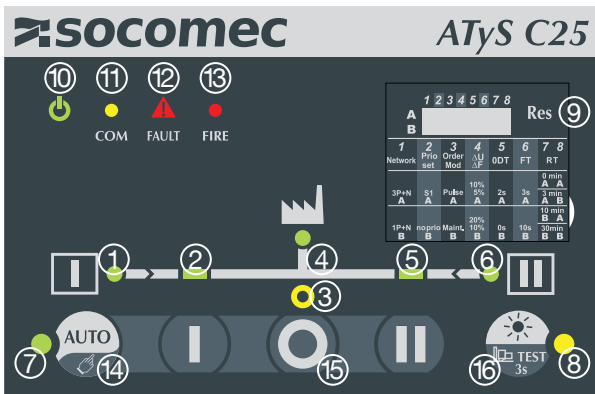 socomec ATyS C25
⑩ ⑪ ⑫ ⑬
COM FAULT FIRE
1 2 3 4 5 6 7 8
A
B
Res ⑨
1 2 3 4 5 6 7 8
Network Prio set Order Mod ΔU ΔF 0DT FT RT
3P+N A S1 A Pulse A 10% 5% A 2s A 3s A 0 min A A 3 min A B
1P+N B noprio B Maint. B 20% 10% B 0s B 10s B 10 min B A 30min B B
I ① ② ④ ⑤ ⑥ II
③
⑦ AUTO ⑭ I O ⑮ II ⑯ TEST 3s ⑧